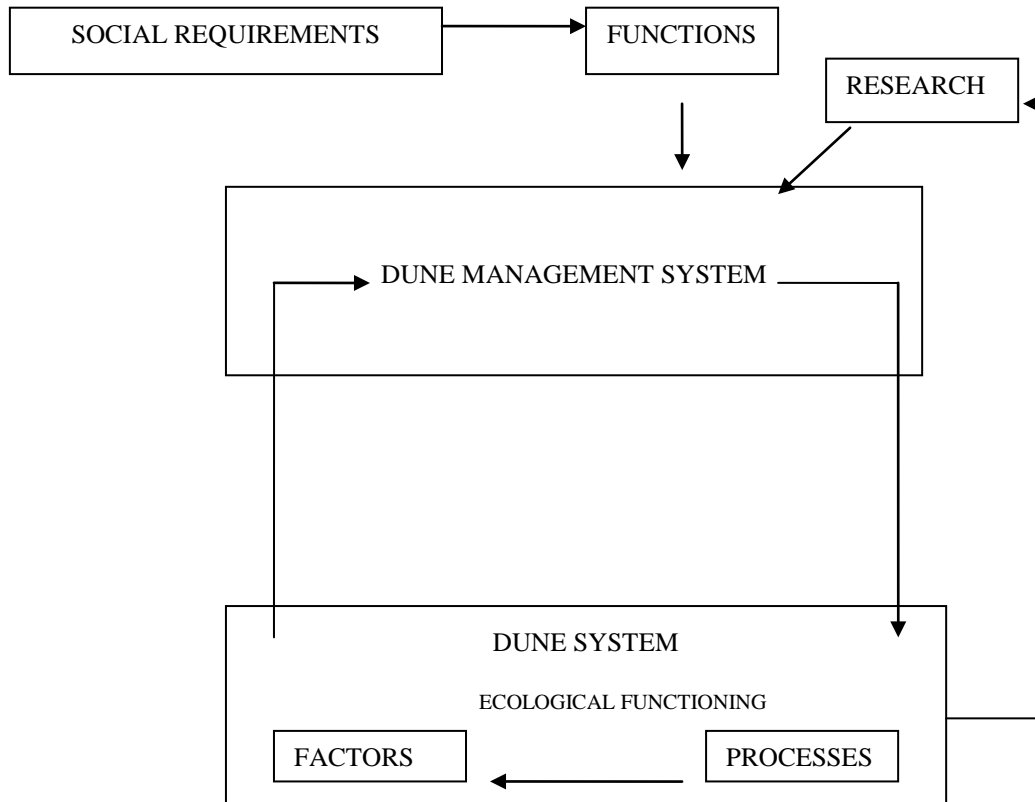 SOCIAL REQUIREMENTS
FUNCTIONS
RESEARCH
DUNE MANAGEMENT SYSTEM
DUNE SYSTEM
ECOLOGICAL FUNCTIONING
FACTORS
PROCESSES